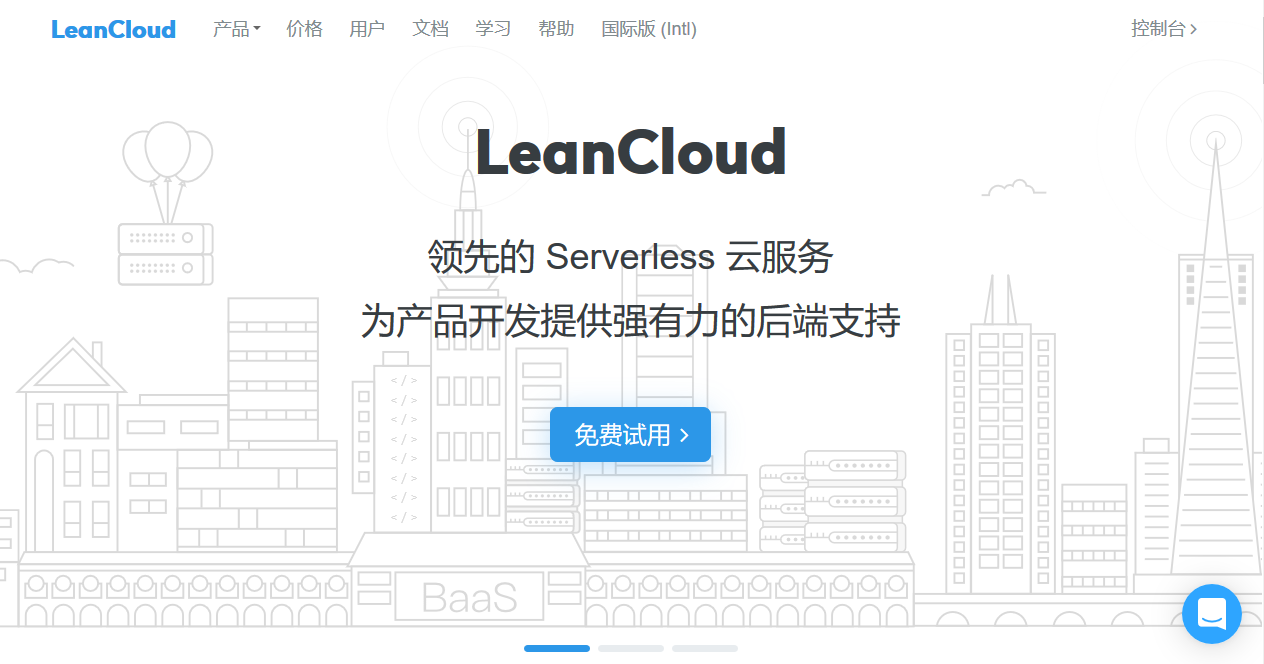 LeanCloud 产品 价格 用户 文档 学习 帮助 国际版 (Intl) 控制台
LeanCloud
领先的 Serverless 云服务
为产品开发提供强有力的后端支持
免费试用
</>
</>
</>
</>
</>
</>
</>
</>
BaaS